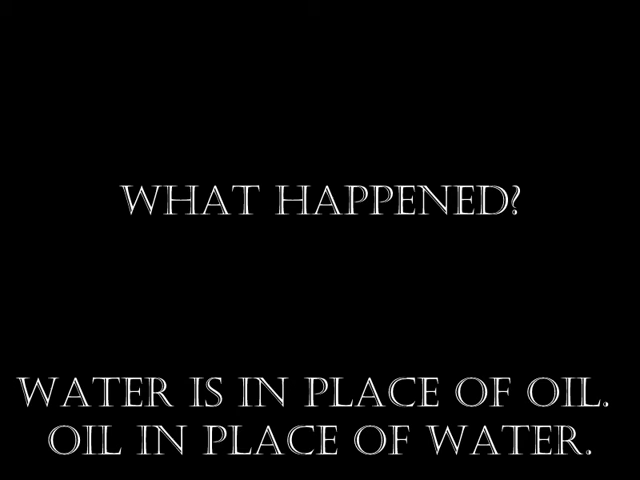 WHAT HAPPENED?
WATER IS IN PLACE OF OIL.
OIL IN PLACE OF WATER.